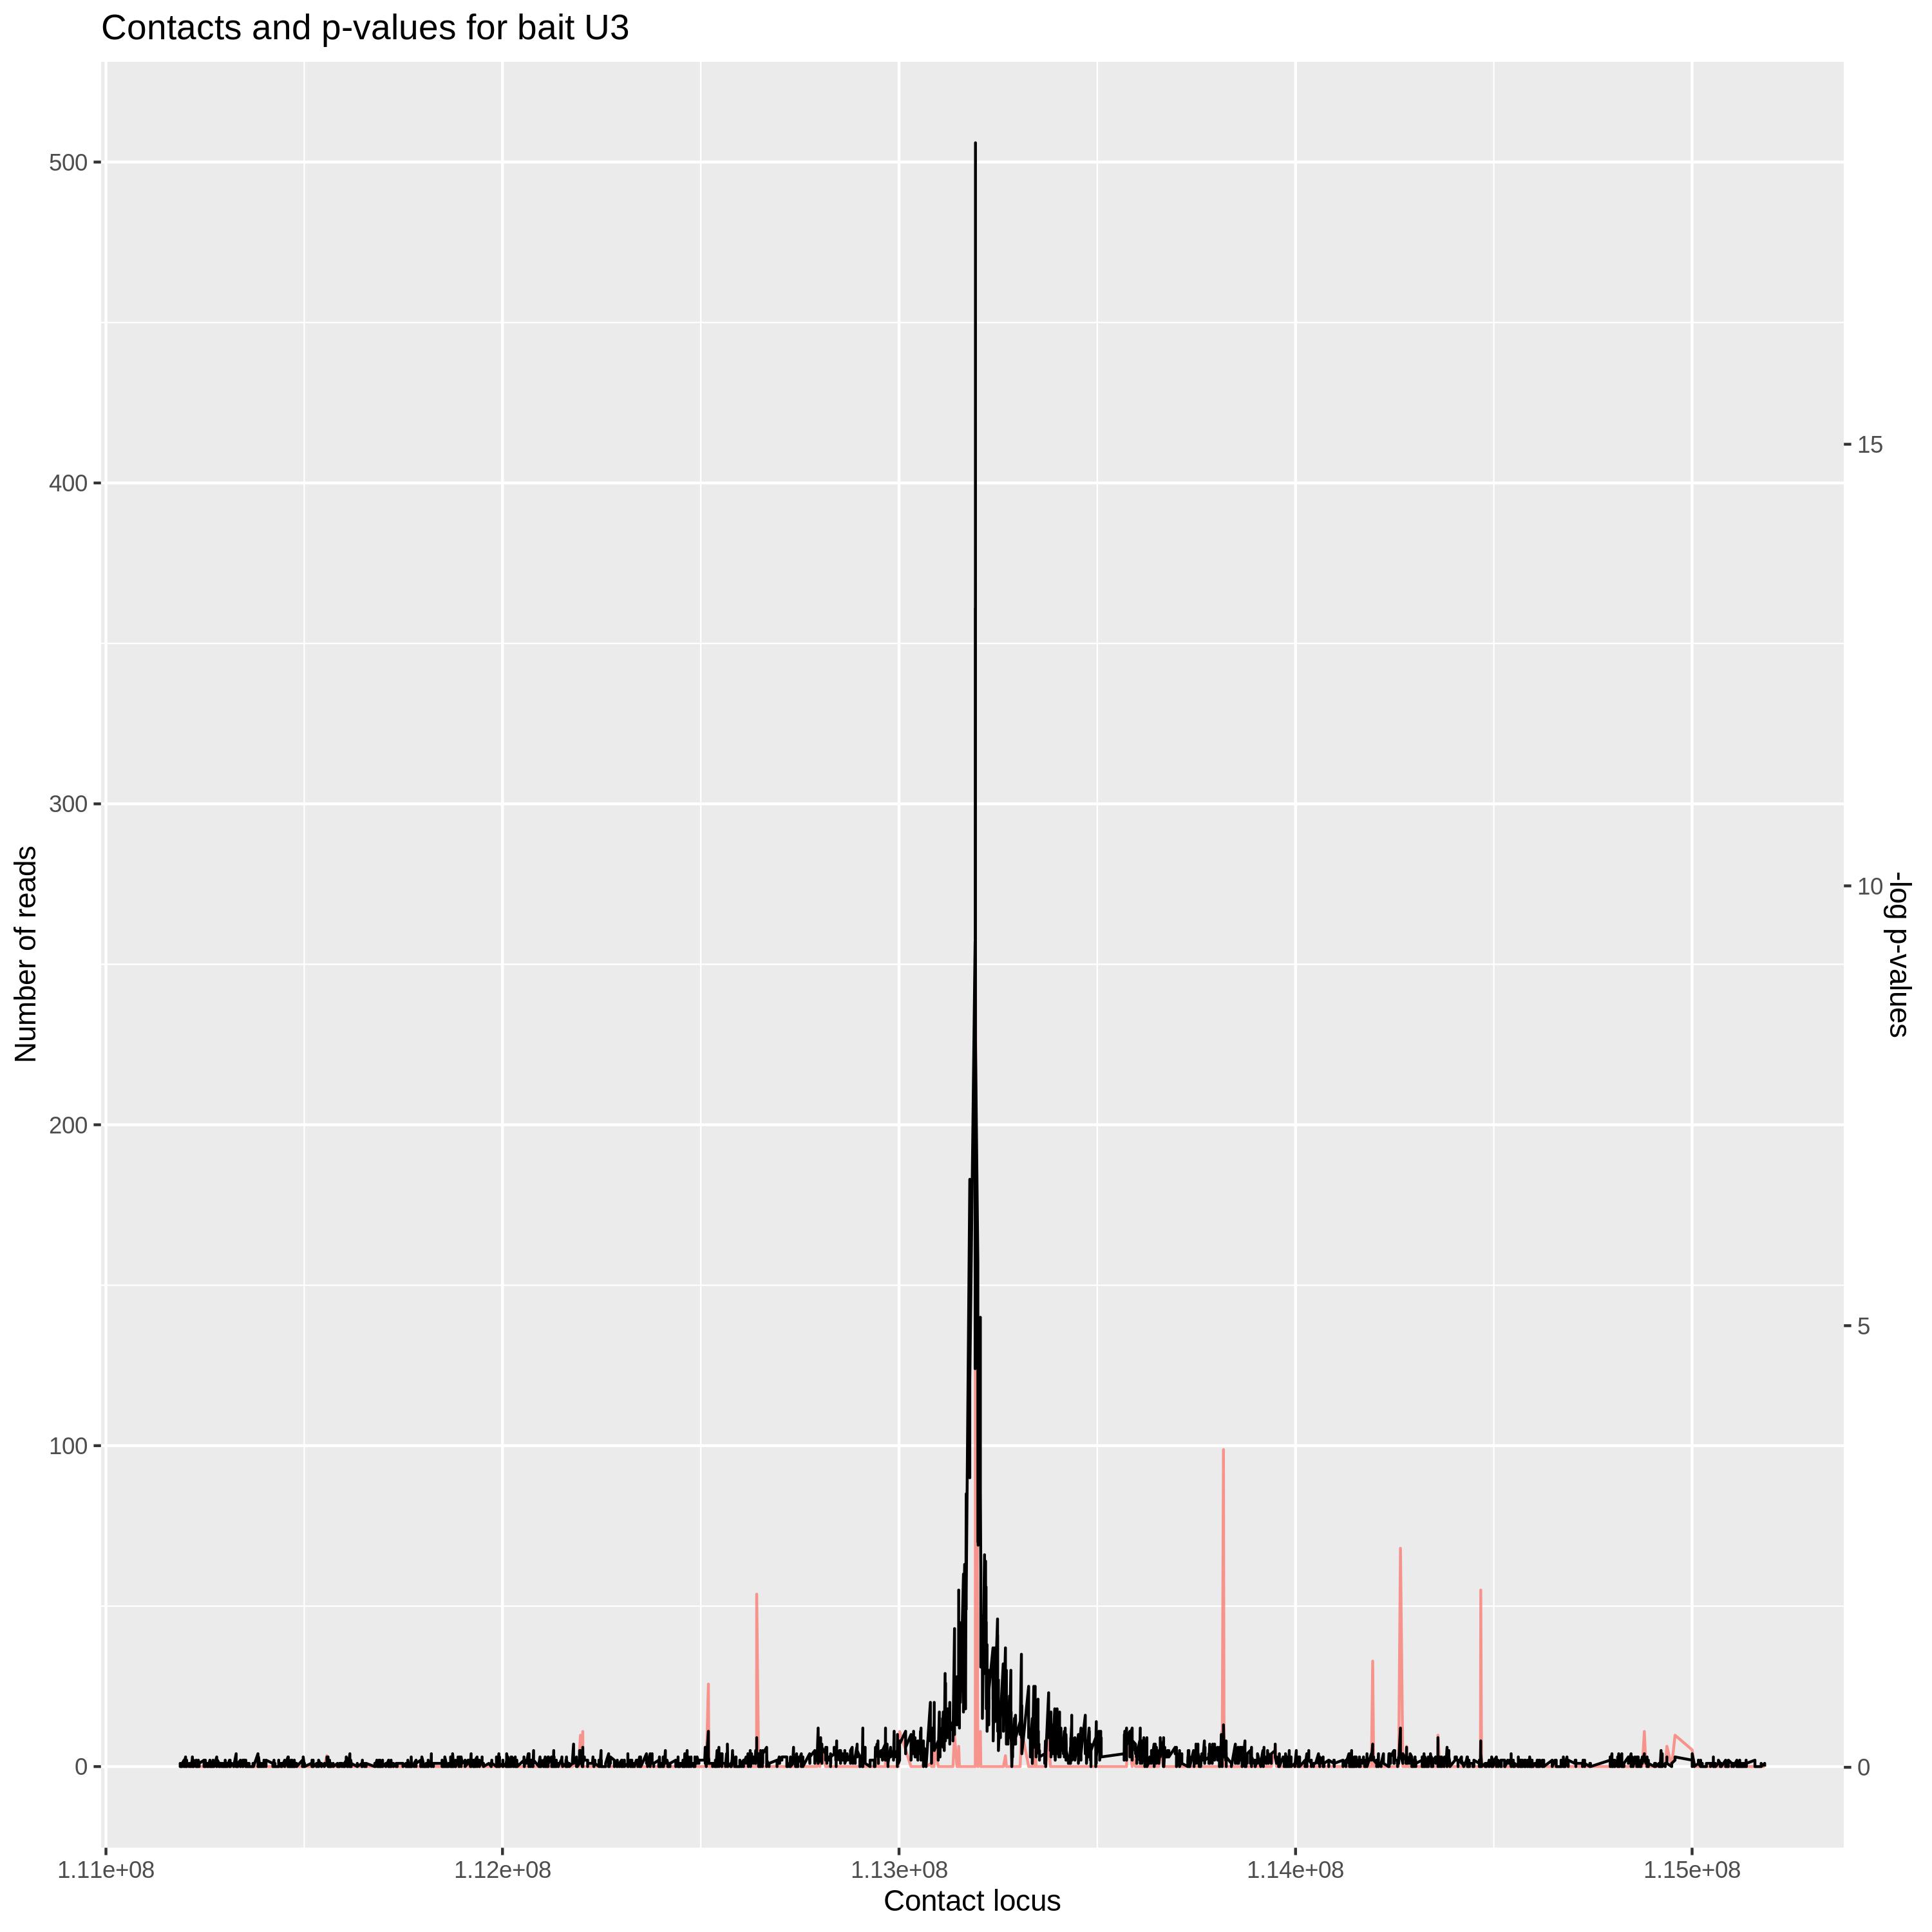 Contacts and p-values for bait U3
500
400
300
200
100
0
Number of reads
15
10
5
0
-log p-values
1.11e+08
1.12e+08
1.13e+08
1.14e+08
1.15e+08
Contact locus